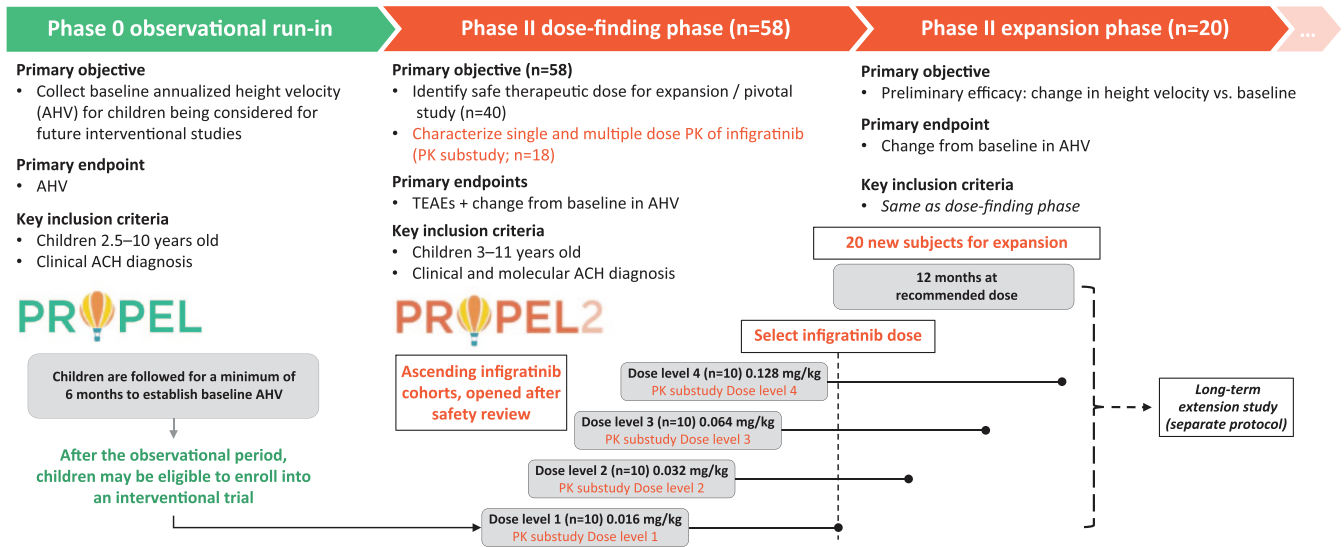 Phase 0 observational run-in
Primary objective
• Collect baseline annualized height velocity
(AHV) for children being considered for
future interventional studies
Primary endpoint
• AHV
Key inclusion criteria
• Children 2.5–10 years old
• Clinical ACH diagnosis
PROPEL
Children are followed for a minimum of
6 months to establish baseline AHV
After the observational period,
children may be eligible to enroll into
an interventional trial
Phase II dose-finding phase (n=58)
Primary objective (n=58)
• Identify safe therapeutic dose for expansion / pivotal
study (n=40)
• Characterize single and multiple dose PK of infigratinib
(PK substudy; n=18)
Primary endpoints
• TEAEs + change from baseline in AHV
Key inclusion criteria
• Children 3–11 years old
• Clinical and molecular ACH diagnosis
PROPEL2
Ascending infigratinib
cohorts, opened after
safety review
Phase II expansion phase (n=20)
...
Primary objective
• Preliminary efficacy: change in height velocity vs. baseline
Primary endpoint
• Change from baseline in AHV
Key inclusion criteria
• Same as dose-finding phase
20 new subjects for expansion
12 months at
recommended dose
Select infigratinib dose
Dose level 4 (n=10) 0.128 mg/kg
PK substudy Dose level 4
Dose level 3 (n=10) 0.064 mg/kg
PK substudy Dose level 3
Dose level 2 (n=10) 0.032 mg/kg
PK substudy Dose level 2
Dose level 1 (n=10) 0.016 mg/kg
PK substudy Dose level 1
Long-term
extension study
(separate protocol)